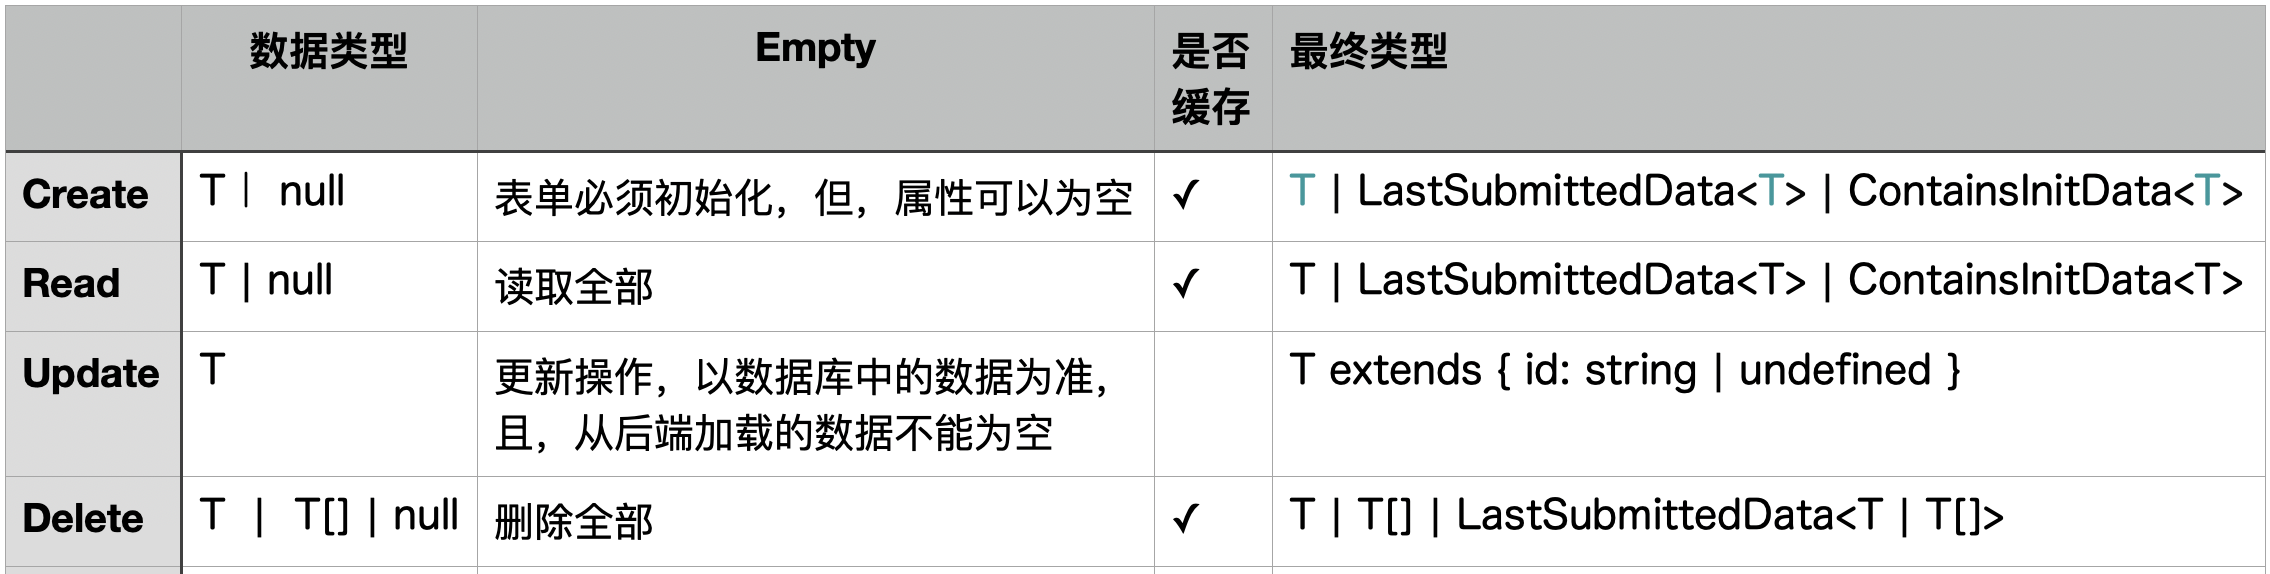 数据类型 Empty 是否缓存 最终类型
Create T | null 表单必须初始化，但，属性可以为空 ✓ T | LastSubmittedData<T> | ContainsInitData<T>
Read T | null 读取全部 ✓ T | LastSubmittedData<T> | ContainsInitData<T>
Update T 更新操作，以数据库中的数据为准， T extends { id: string | undefined }
且，从后端加载的数据不能为空
Delete T | T[] | null 删除全部 ✓ T | T[] | LastSubmittedData<T | T[]>